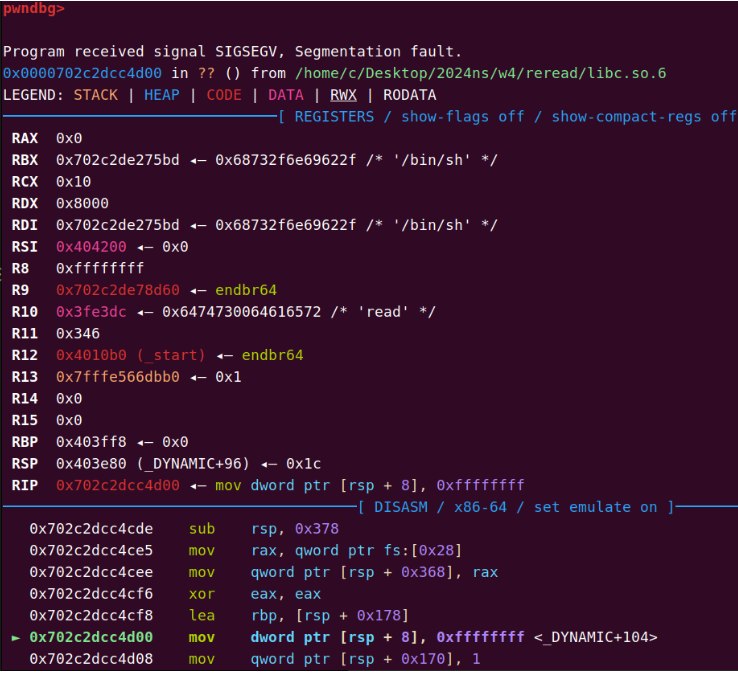 pwndbg>
Program received signal SIGSEGV, Segmentation fault.
0x0000702c2dcc4d00 in ?? () from /home/c/Desktop/2024ns/w4/reread/libc.so.6
LEGEND: STACK | HEAP | CODE | DATA | RWX | RODATA
[ REGISTERS / show-flags off / show-compact-regs off
RAX  0x0
RBX  0x702c2de275bd ◂— 0x68732f6e69622f /* '/bin/sh' */
RCX  0x10
RDX  0x8000
RDI  0x702c2de275bd ◂— 0x68732f6e69622f /* '/bin/sh' */
RSI  0x404200 ◂— 0x0
R8   0xffffffff
R9   0x702c2de78d60 ◂— endbr64
R10  0x3fe3dc ◂— 0x6474730064616572 /* 'read' */
R11  0x346
R12  0x4010b0 (_start) ◂— endbr64
R13  0x7fffe566dbb0 ◂— 0x1
R14  0x0
R15  0x0
RBP  0x403ff8 ◂— 0x0
RSP  0x403e80 (_DYNAMIC+96) ◂— 0x1c
RIP  0x702c2dcc4d00 ◂— mov dword ptr [rsp + 8], 0xffffffff
[ DISASM / x86-64 / set emulate on ]
0x702c2dcc4cde    sub    rsp, 0x378
0x702c2dcc4ce5    mov    rax, qword ptr fs:[0x28]
0x702c2dcc4cee    mov    qword ptr [rsp + 0x368], rax
0x702c2dcc4cf6    xor    eax, eax
0x702c2dcc4cf8    lea    rbp, [rsp + 0x178]
► 0x702c2dcc4d00    mov    dword ptr [rsp + 8], 0xffffffff <_DYNAMIC+104>
0x702c2dcc4d08    mov    qword ptr [rsp + 0x170], 1